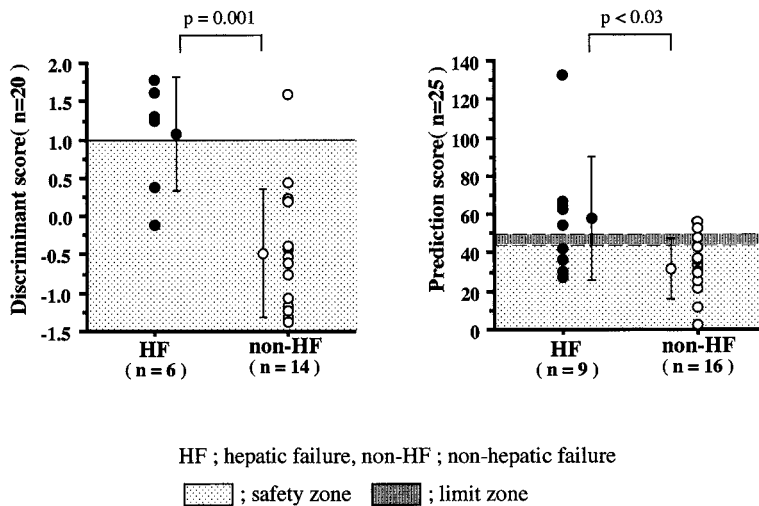 p = 0.001
Discriminant score( n=20)
2.0
1.5
1.0
0.5
0.0
-0.5
-1.0
-1.5
HF
( n = 6 )
non-HF
( n = 14 )
p < 0.03
Prediction score( n=25)
140
120
100
80
60
40
20
0
HF
( n = 9 )
non-HF
( n = 16 )
HF ; hepatic failure, non-HF ; non-hepatic failure
; safety zone ; limit zone